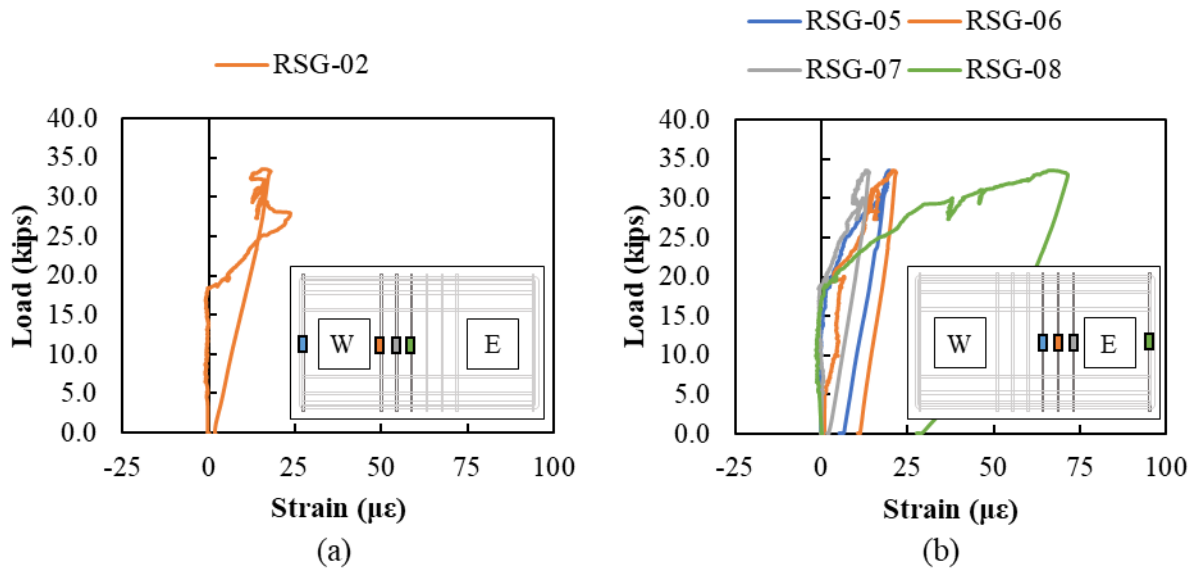 RSG-02
40.0
35.0
30.0
25.0
20.0
15.0
10.0
5.0
0.0
-25 0 25 50 75 100
Load (kips)
Strain (με)
W E
(a)
RSG-05 RSG-06
RSG-07 RSG-08
40.0
35.0
30.0
25.0
20.0
15.0
10.0
5.0
0.0
-25 0 25 50 75 100
Load (kips)
Strain (με)
W E
(b)